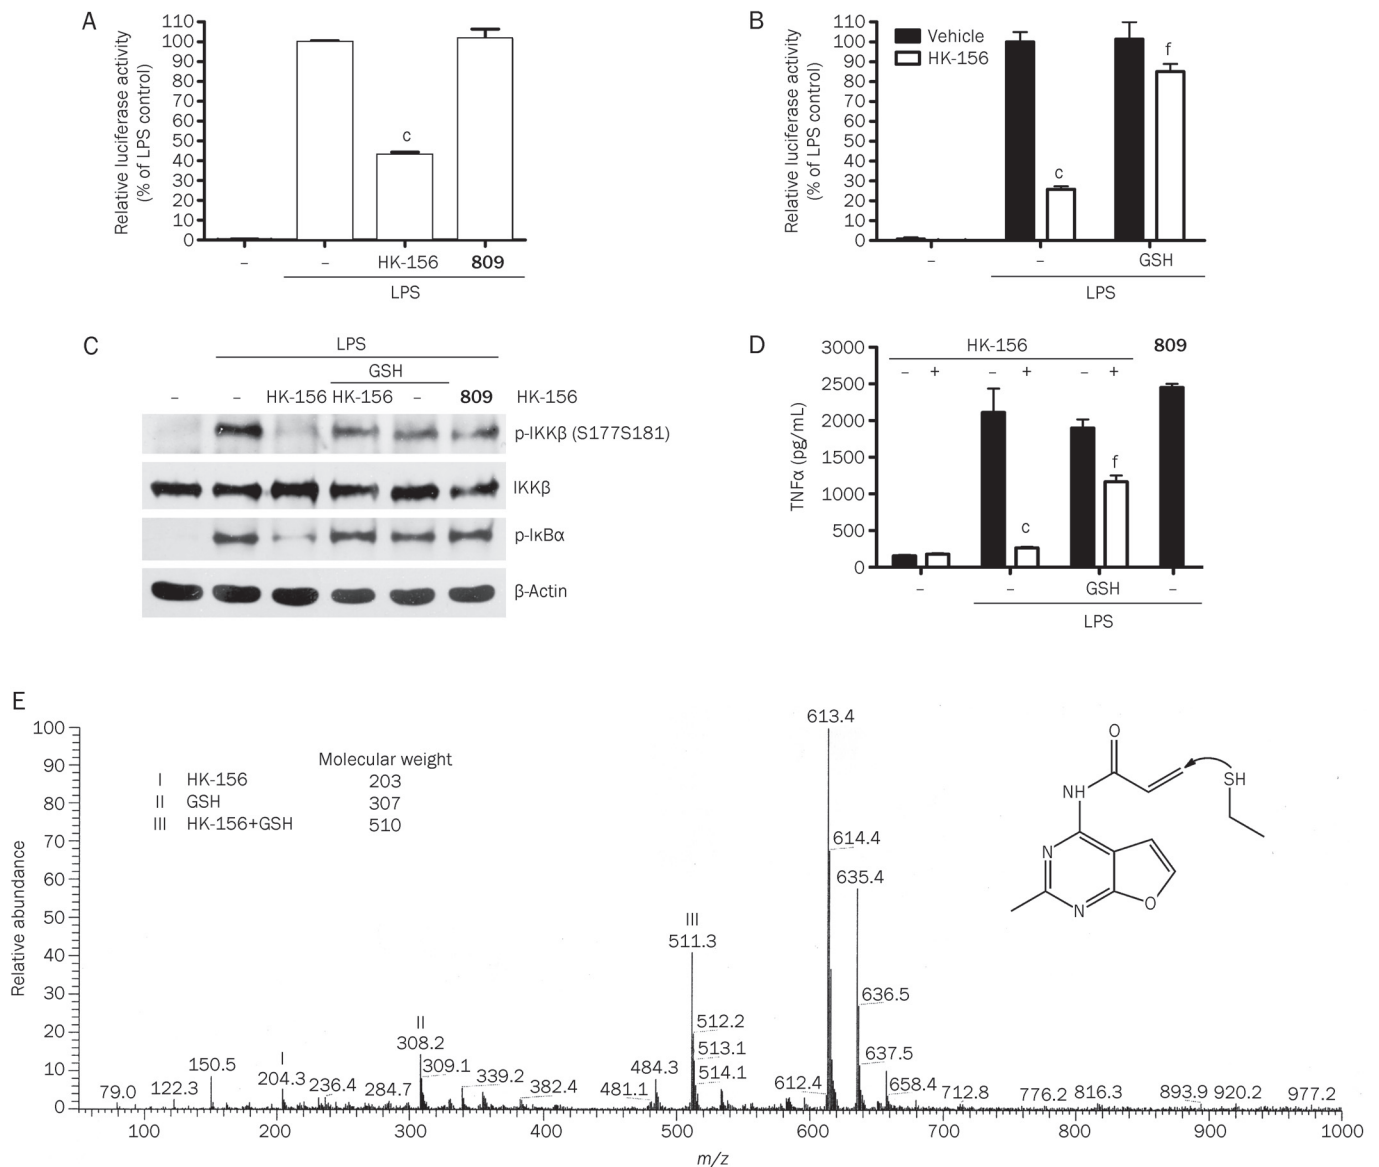 A
Relative luciferase activity
(% of LPS control)
110
100
90
80
70
60
50
40
30
20
10
0
c
– – HK-156 809
LPS
B
Relative luciferase activity
(% of LPS control)
110
100
90
80
70
60
50
40
30
20
10
0
Vehicle
HK-156
c
f
– – GSH
LPS
C
LPS
GSH
– – HK-156 HK-156 – 809 HK-156
p-IKKβ (S177S181)
IKKβ
p-IκBα
β-Actin
D
TNFα (pg/mL)
3000
2500
2000
1500
1000
500
0
HK-156 809
– + – + – +
c
f
– – GSH –
LPS
E
Relative abundance
100
90
80
70
60
50
40
30
20
10
0
Molecular weight
I HK-156 203
II GSH 307
III HK-156+GSH 510
613.4
614.4
635.4
III
511.3
636.5
512.2
II
308.2
513.1
637.5
I
150.5
309.1
484.3
514.1
79.0
122.3
204.3
236.4
284.7
339.2
382.4
481.1
612.4
658.4
712.8
776.2
816.3
893.9
920.2
977.2
O
NH
SH
N
N
O
100 200 300 400 500 600 700 800 900 1000
m/z